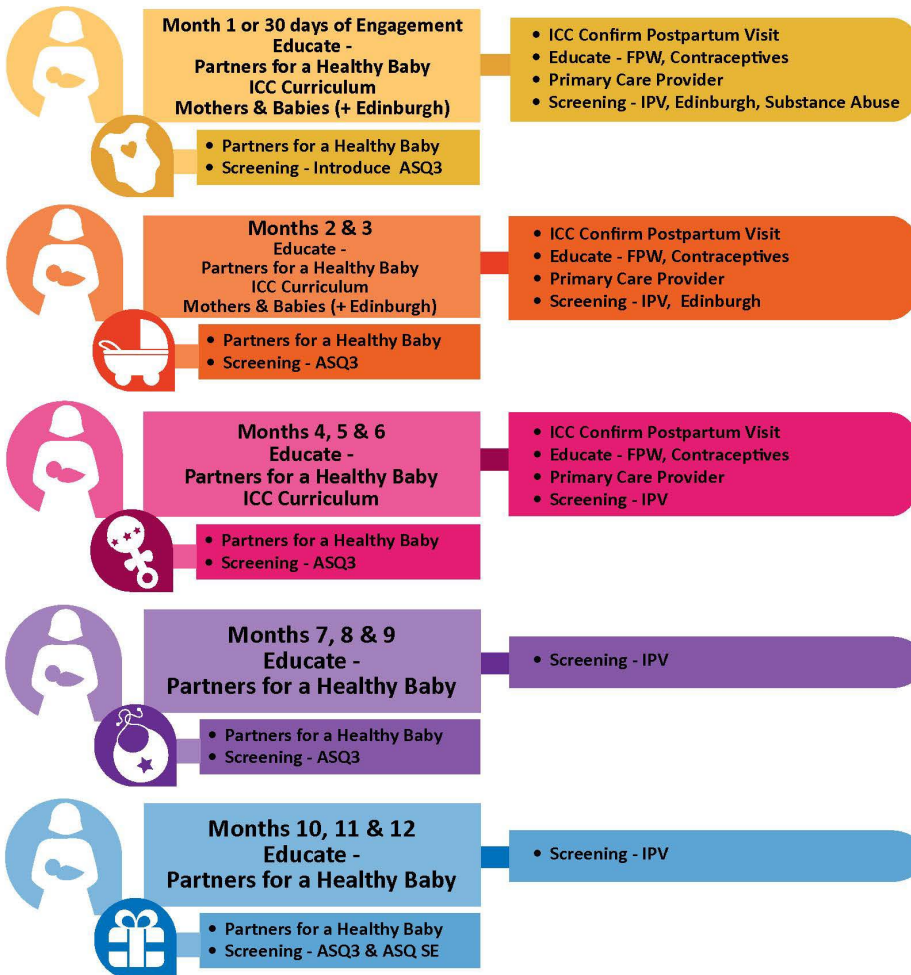 Month 1 or 30 days of Engagement
Educate -
Partners for a Healthy Baby
ICC Curriculum
Mothers & Babies (+ Edinburgh)
• ICC Confirm Postpartum Visit
• Educate - FPW, Contraceptives
• Primary Care Provider
• Screening - IPV, Edinburgh, Substance Abuse
• Partners for a Healthy Baby
• Screening - Introduce ASQ3
Months 2 & 3
Educate -
Partners for a Healthy Baby
ICC Curriculum
Mothers & Babies (+ Edinburgh)
• ICC Confirm Postpartum Visit
• Educate - FPW, Contraceptives
• Primary Care Provider
• Screening - IPV, Edinburgh
• Partners for a Healthy Baby
• Screening - ASQ3
Months 4, 5 & 6
Educate -
Partners for a Healthy Baby
ICC Curriculum
• ICC Confirm Postpartum Visit
• Educate - FPW, Contraceptives
• Primary Care Provider
• Screening - IPV
• Partners for a Healthy Baby
• Screening - ASQ3
Months 7, 8 & 9
Educate -
Partners for a Healthy Baby
• Screening - IPV
• Partners for a Healthy Baby
• Screening - ASQ3
Months 10, 11 & 12
Educate -
Partners for a Healthy Baby
• Screening - IPV
• Partners for a Healthy Baby
• Screening - ASQ3 & ASQ SE